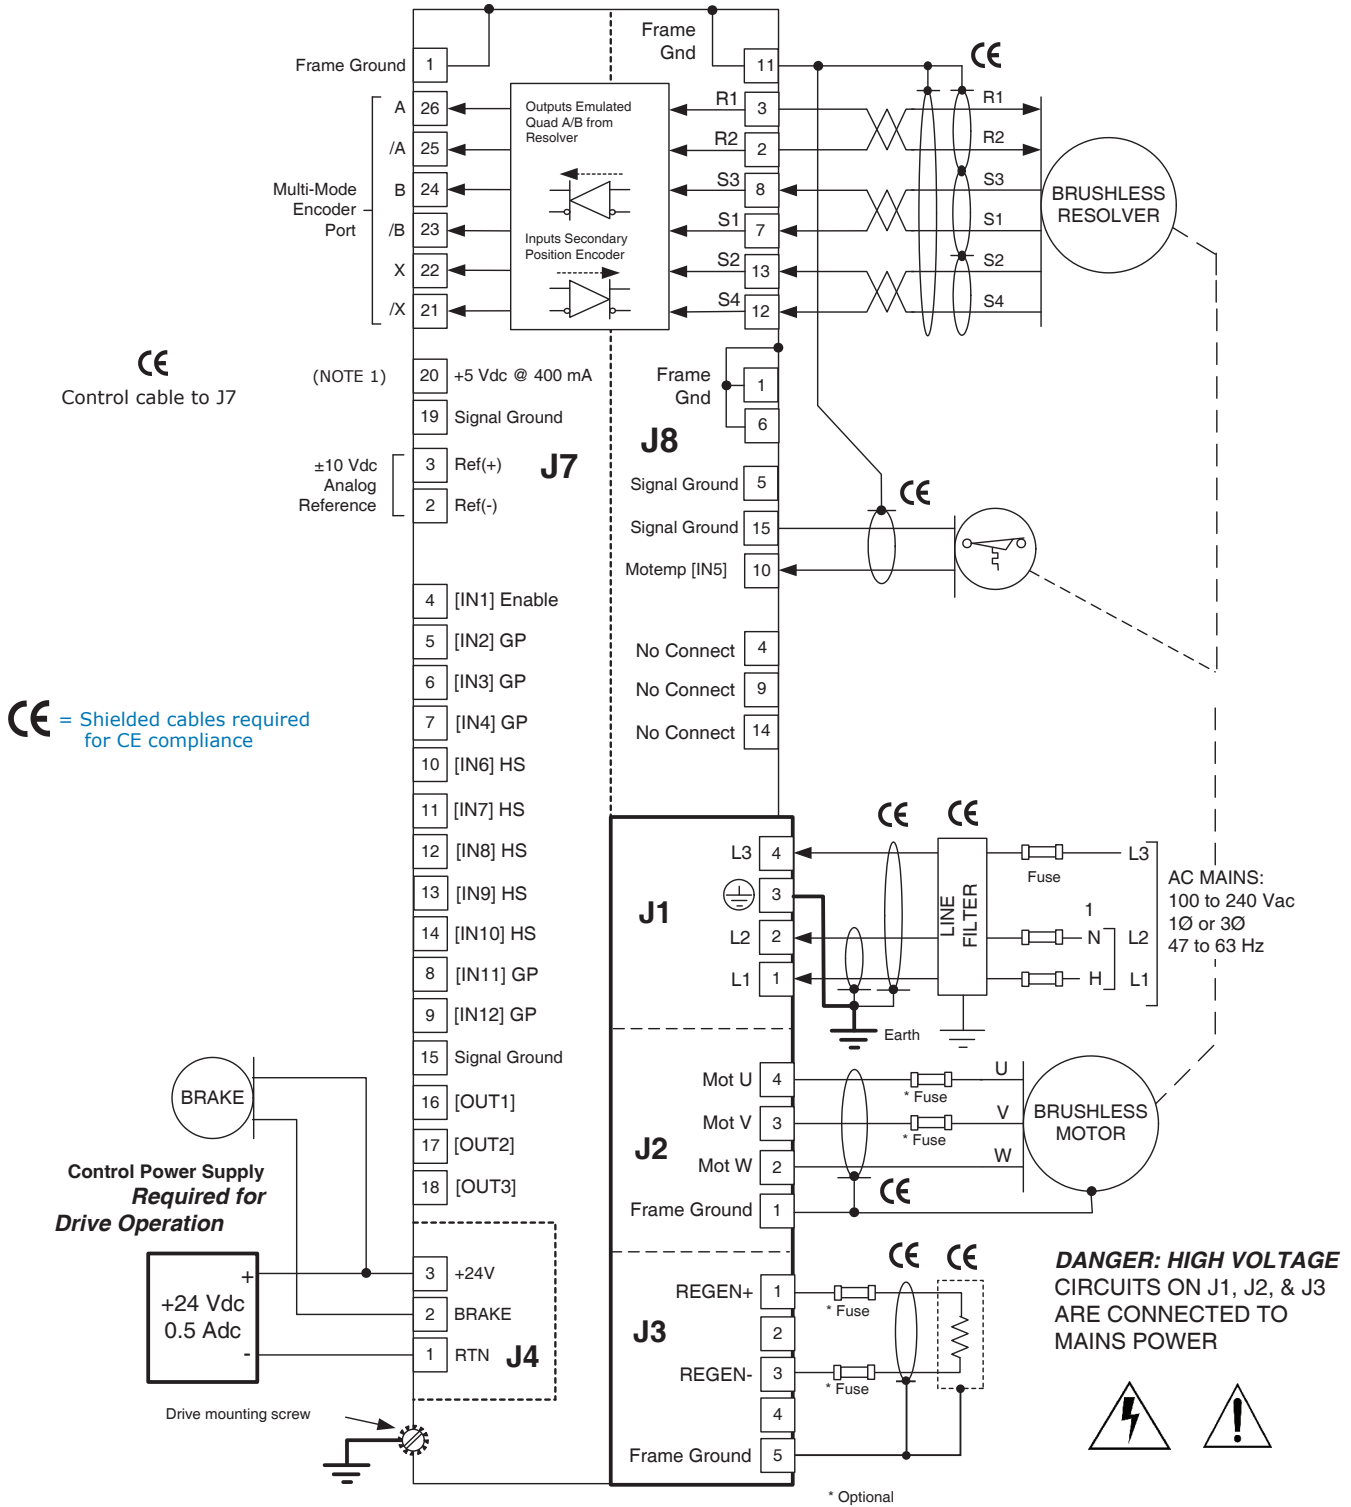 Frame Ground 1
Frame
Gnd
11
CE
Multi-Mode
Encoder
Port
A 26
/A 25
B 24
/B 23
X 22
/X 21
Outputs Emulated
Quad A/B from
Resolver
Inputs Secondary
Position Encoder
R1 3
R2 2
S3 8
S1 7
S2 13
S4 12
R1
R2
S3
S1
S2
S4
BRUSHLESS
RESOLVER
CE
Control cable to J7
(NOTE 1) 20 +5 Vdc @ 400 mA
19 Signal Ground
±10 Vdc
Analog
Reference
3 Ref(+)
2 Ref(-)
J7
J8
Frame
Gnd
1
6
Signal Ground 5
Signal Ground 15
Motemp [IN5] 10
CE
No Connect 4
No Connect 9
No Connect 14
4 [IN1] Enable
5 [IN2] GP
6 [IN3] GP
7 [IN4] GP
10 [IN6] HS
11 [IN7] HS
12 [IN8] HS
13 [IN9] HS
14 [IN10] HS
8 [IN11] GP
9 [IN12] GP
15 Signal Ground
16 [OUT1]
17 [OUT2]
18 [OUT3]
CE = Shielded cables required
for CE compliance
J1
L3 4
3
L2 2
L1 1
CE
CE
LINE
FILTER
Fuse
L3
1
N L2
H L1
AC MAINS:
100 to 240 Vac
1Ø or 3Ø
47 to 63 Hz
Earth
J2
Mot U 4
Mot V 3
Mot W 2
Frame Ground 1
* Fuse
* Fuse
U
V
W
CE
BRUSHLESS
MOTOR
BRAKE
Control Power Supply
Required for
Drive Operation
+
+24 Vdc
0.5 Adc
-
3 +24V
2 BRAKE
1 RTN
J4
Drive mounting screw
J3
REGEN+ 1
2
REGEN- 3
4
Frame Ground 5
* Fuse
* Fuse
CE
CE
DANGER: HIGH VOLTAGE
CIRCUITS ON J1, J2, & J3
ARE CONNECTED TO
MAINS POWER
!
* Optional